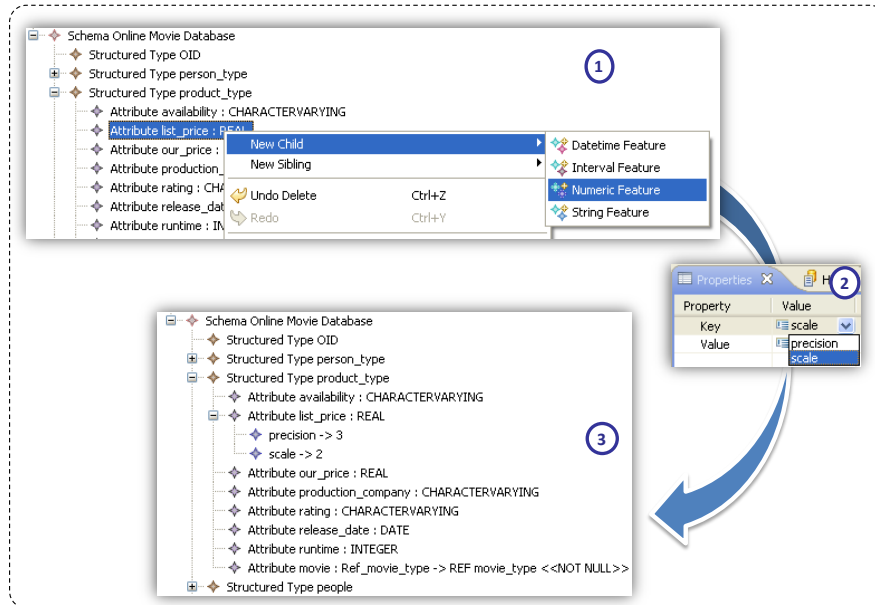 Schema Online Movie Database
Structured Type OID
Structured Type person_type
Structured Type product_type
Attribute availability : CHARACTERVARYING
Attribute list_price : REAL
Attribute our_price :
Attribute production_
Attribute rating : CHA
Attribute release_dat
Attribute runtime : IN
New Child
New Sibling
Undo Delete Ctrl+Z
Redo Ctrl+Y
Datetime Feature
Interval Feature
Numeric Feature
String Feature
1
Properties
2
Property Value
Key scale
Value precision
scale
Schema Online Movie Database
Structured Type OID
Structured Type person_type
Structured Type product_type
Attribute availability : CHARACTERVARYING
Attribute list_price : REAL
precision -> 3
scale -> 2
Attribute our_price : REAL
Attribute production_company : CHARACTERVARYING
Attribute rating : CHARACTERVARYING
Attribute release_date : DATE
Attribute runtime : INTEGER
Attribute movie : Ref_movie_type -> REF movie_type <<NOT NULL>>
Structured Type people
3